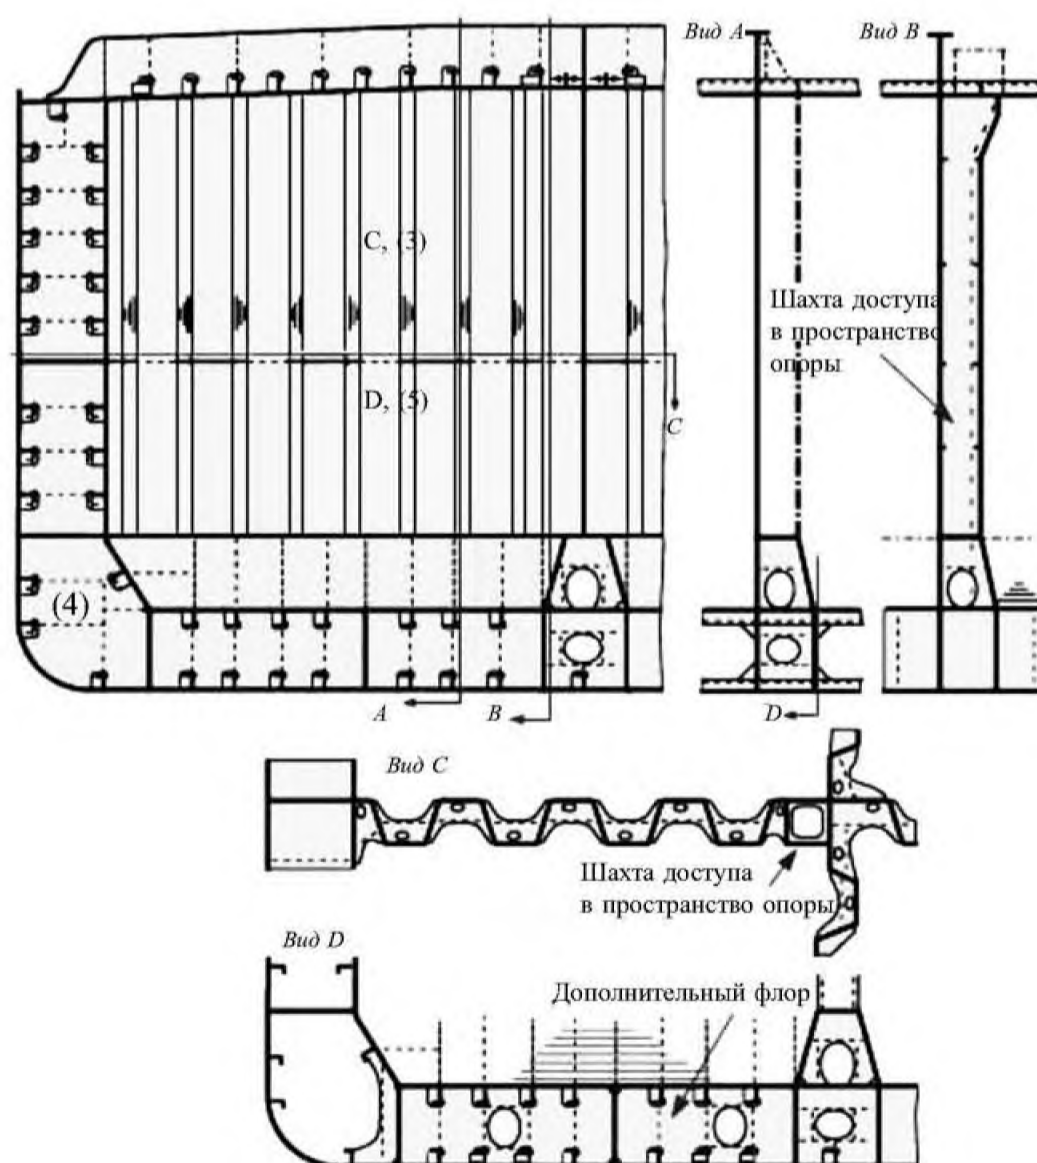 Вид А
Вид В
С, (3)
Шахта доступа
в пространство
опоры
D, (5)
С
(4)
А
В
D
Вид С
Шахта доступа
в пространство опоры
Вид D
Дополнительный флор